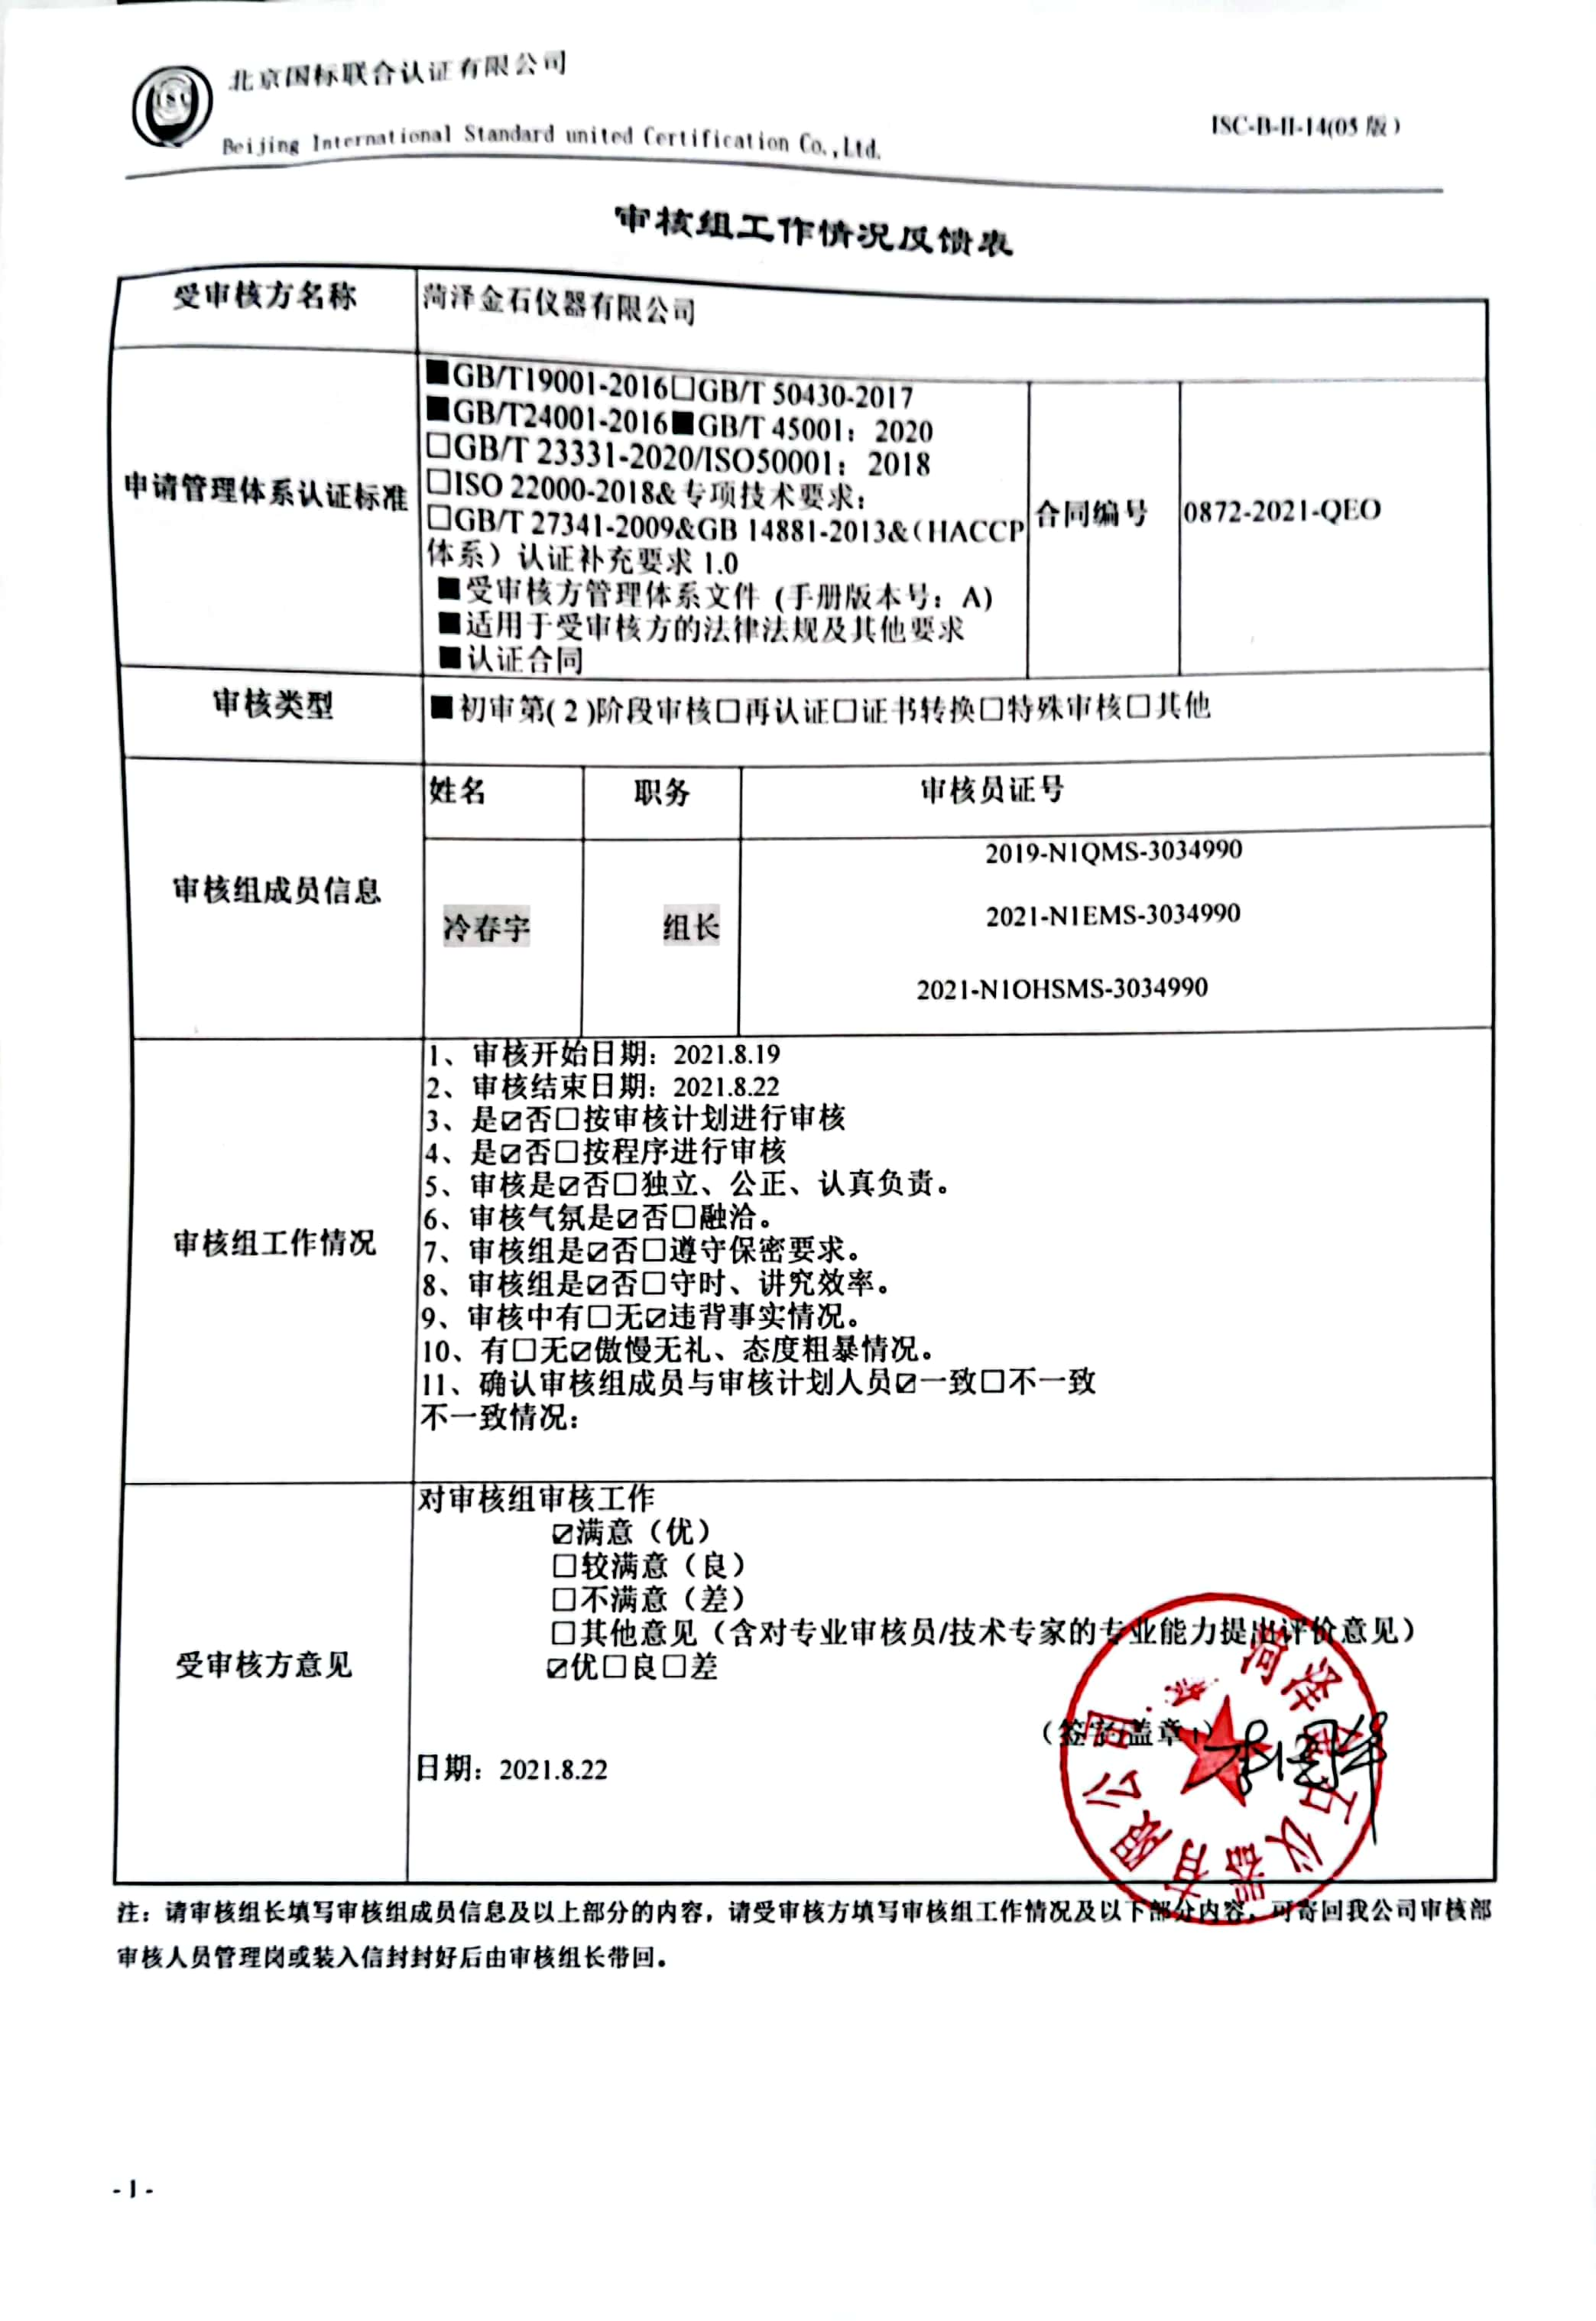 北京国标联合认证有限公司
Beijing International Standard united Certification Co.,Ltd.
ISC-B-II-14(05 版)
审核组工作情况反馈表
受审核方名称
菏泽金石仪器有限公司
申请管理体系认证标准
■GB/T19001-2016□GB/T 50430-2017
■GB/T24001-2016■GB/T 45001：2020
□GB/T 23331-2020/ISO50001：2018
□ISO 22000-2018&专项技术要求：
□GB/T 27341-2009&GB 14881-2013&（HACCP
体系）认证补充要求 1.0
■受审核方管理体系文件 (手册版本号：A)
■适用于受审核方的法律法规及其他要求
■认证合同
合同编号
0872-2021-QEO
审核类型
■初审第( 2 )阶段审核□再认证□证书转换□特殊审核□其他
审核组成员信息
姓名 职务 审核员证号
冷春宇 组长
2019-N1QMS-3034990
2021-N1EMS-3034990
2021-N1OHSMS-3034990
审核组工作情况
1、审核开始日期：2021.8.19
2、审核结束日期：2021.8.22
3、是☑否□按审核计划进行审核
4、是☑否□按程序进行审核
5、审核是☑否□独立、公正、认真负责。
6、审核气氛是☑否□融洽。
7、审核组是☑否□遵守保密要求。
8、审核组是☑否□守时、讲究效率。
9、审核中有□无☑违背事实情况。
10、有□无☑傲慢无礼、态度粗暴情况。
11、确认审核组成员与审核计划人员☑一致□不一致
不一致情况：
受审核方意见
对审核组审核工作
☑满意（优）
□较满意（良）
□不满意（差）
□其他意见（含对专业审核员/技术专家的专业能力提出评价意见）
☑优□良□差
（签字/盖章）
日期：2021.8.22
菏泽金石仪器有限公司
注：请审核组长填写审核组成员信息及以上部分的内容，请受审核方填写审核组工作情况及以下部分内容，可寄回我公司审核部
审核人员管理岗或装入信封封好后由审核组长带回。
- 1 -